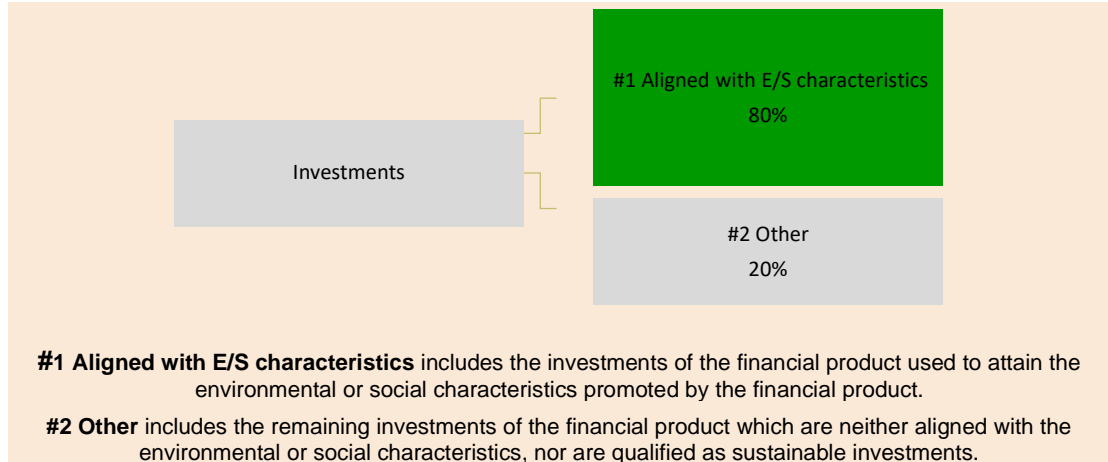 #1 Aligned with E/S characteristics
80%
Investments
#2 Other
20%
#1 Aligned with E/S characteristics includes the investments of the financial product used to attain the
environmental or social characteristics promoted by the financial product.
#2 Other includes the remaining investments of the financial product which are neither aligned with the
environmental or social characteristics, nor are qualified as sustainable investments.